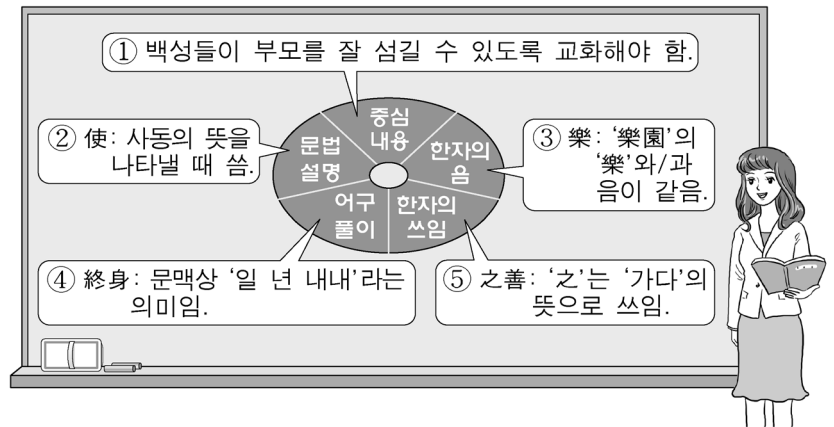 ① 백성들이 부모를 잘 섬길 수 있도록 교화해야 함.
② 使: 사동의 뜻을
나타낼 때 씀.
중심
내용
문법
설명
한자의
음
③ 樂: ‘樂園’의
‘樂’와/과
음이 같음.
어구
풀이
한자의
쓰임
④ 終身: 문맥상 ‘일 년 내내’라는
의미임.
⑤ 之善: ‘之’는 ‘가다’의
뜻으로 쓰임.